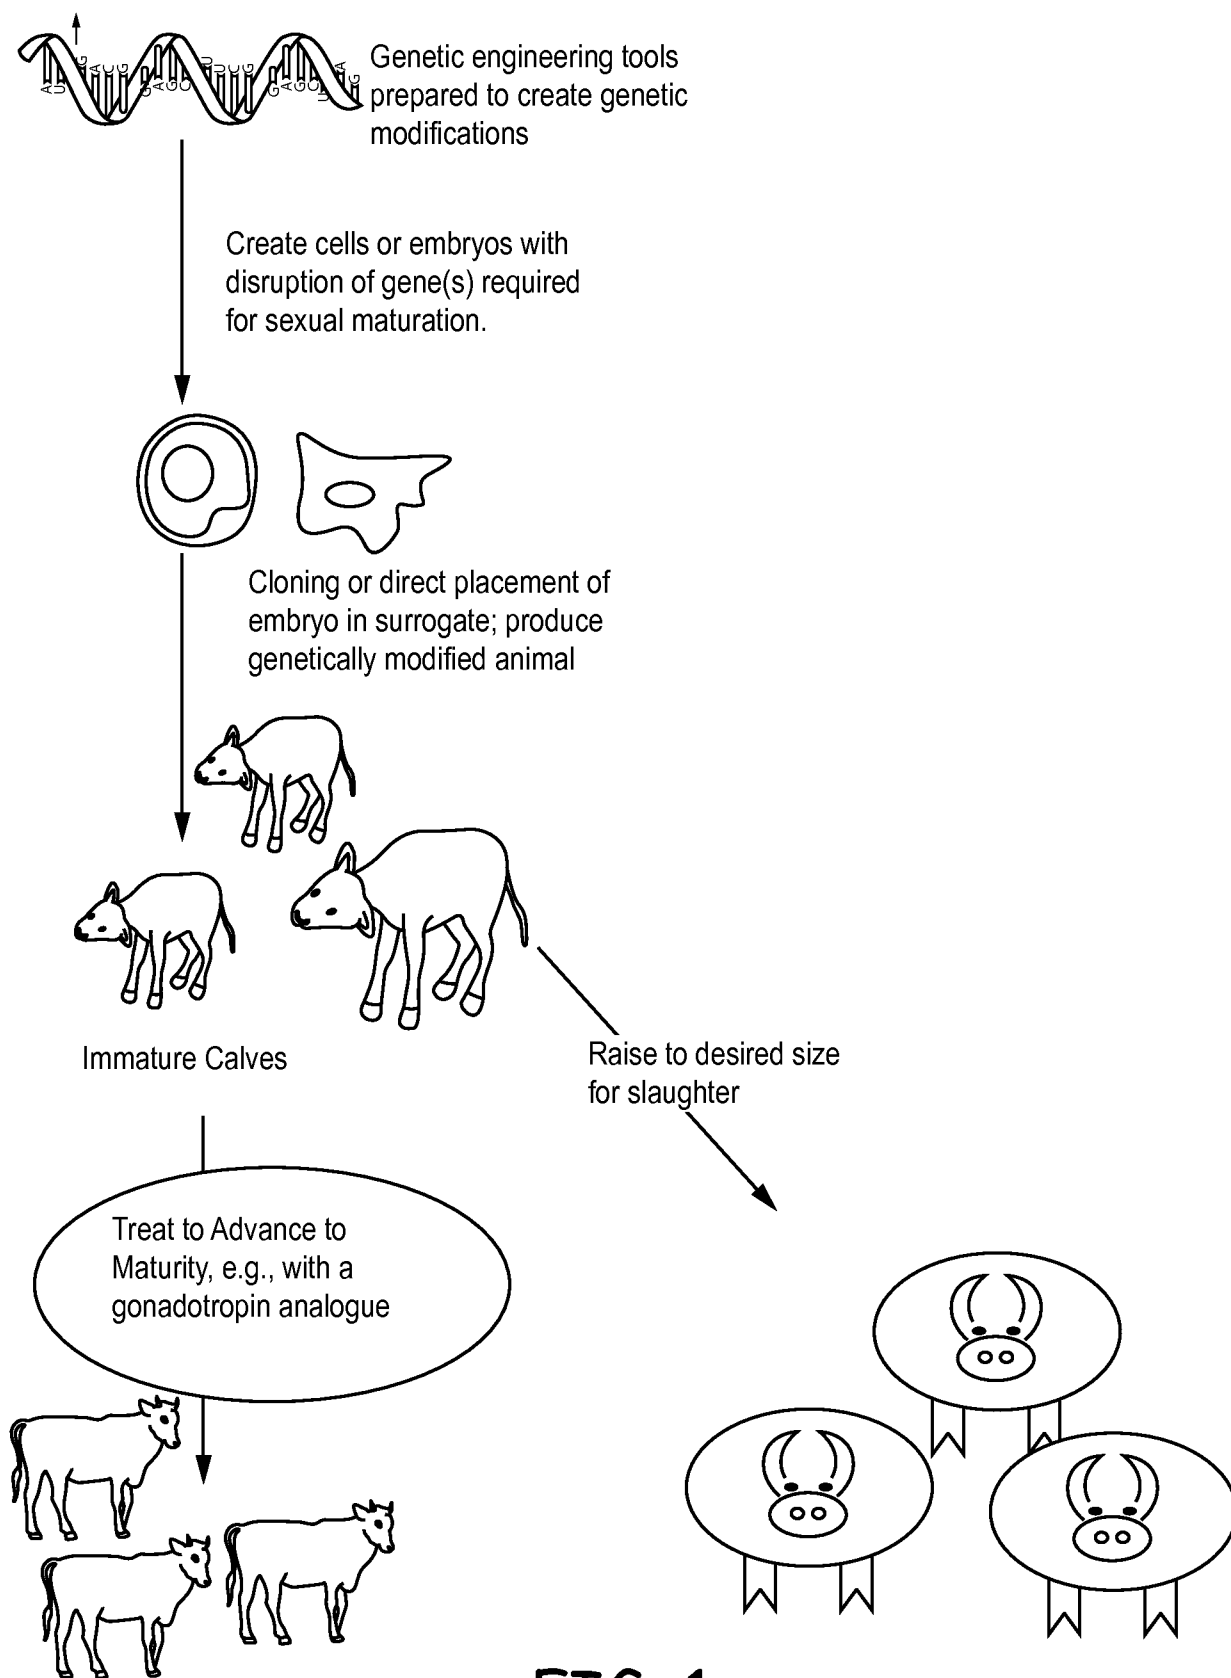 Genetic engineering tools
prepared to create genetic
modifications
Create cells or embryos with
disruption of gene(s) required
for sexual maturation.
Cloning or direct placement of
embryo in surrogate; produce
genetically modified animal
Immature Calves
Raise to desired size
for slaughter
Treat to Advance to
Maturity, e.g., with a
gonadotropin analogue
FIG. 1